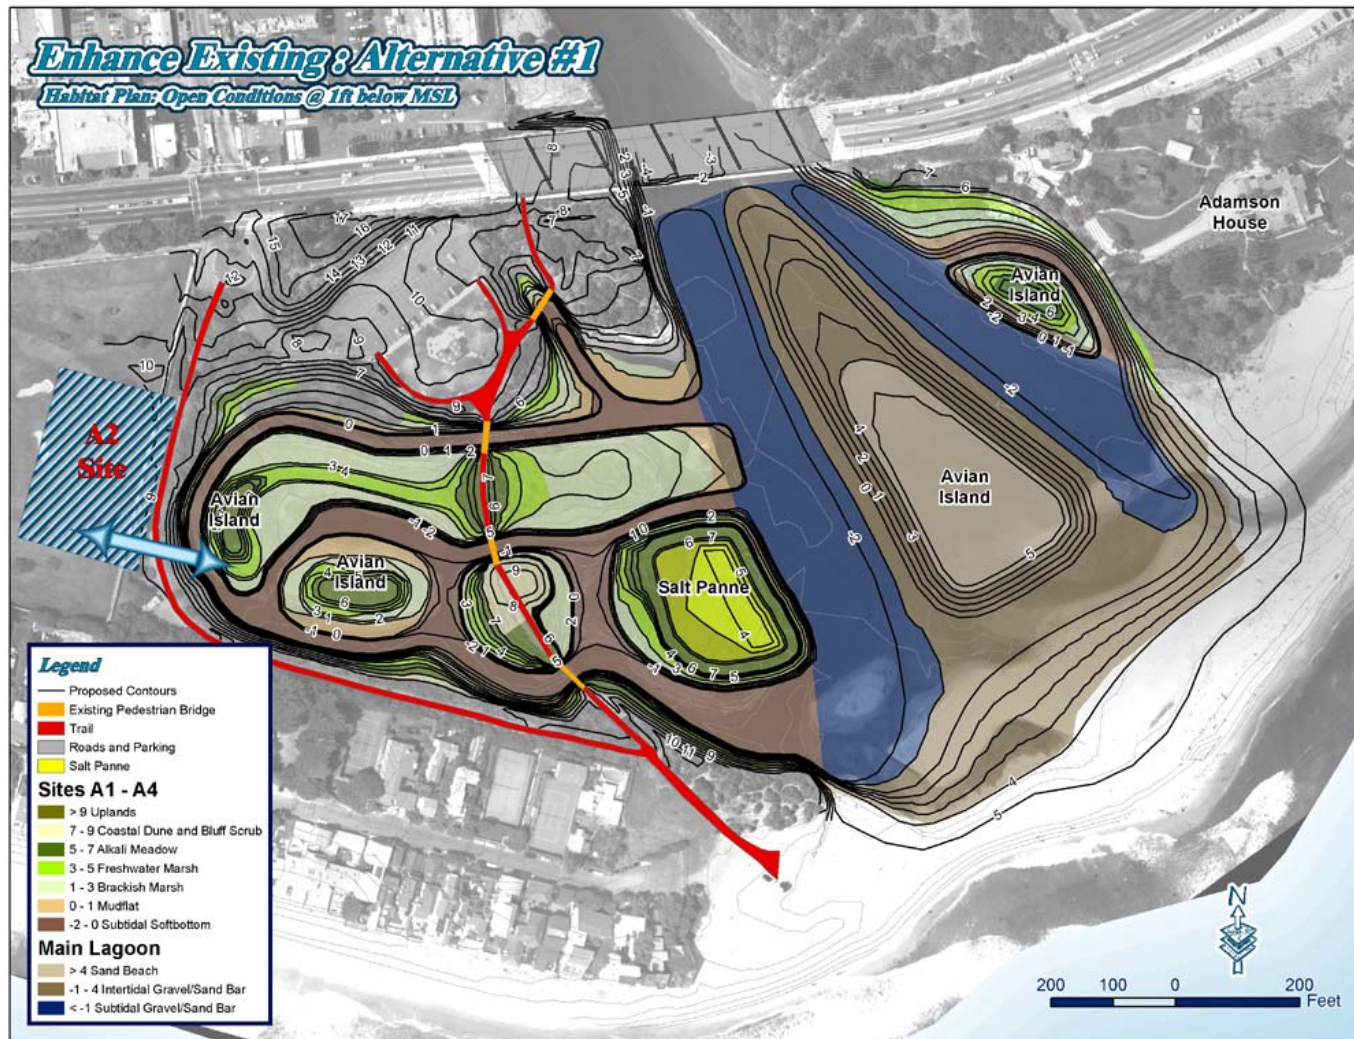 Enhance Existing : Alternative #1
Habitat Plan: Open Conditions @ 1ft below MSL
Adamson
House
Avian
Island
A2
Site
Avian
Island
Avian
Island
Avian
Island
Salt Panne
Legend
Proposed Contours
Existing Pedestrian Bridge
Trail
Roads and Parking
Salt Panne
Sites A1 - A4
> 9 Uplands
7 - 9 Coastal Dune and Bluff Scrub
5 - 7 Alkali Meadow
3 - 5 Freshwater Marsh
1 - 3 Brackish Marsh
0 - 1 Mudflat
-2 - 0 Subtidal Softbottom
Main Lagoon
> 4 Sand Beach
-1 - 4 Intertidal Gravel/Sand Bar
< -1 Subtidal Gravel/Sand Bar
N
200 100 0 200
Feet